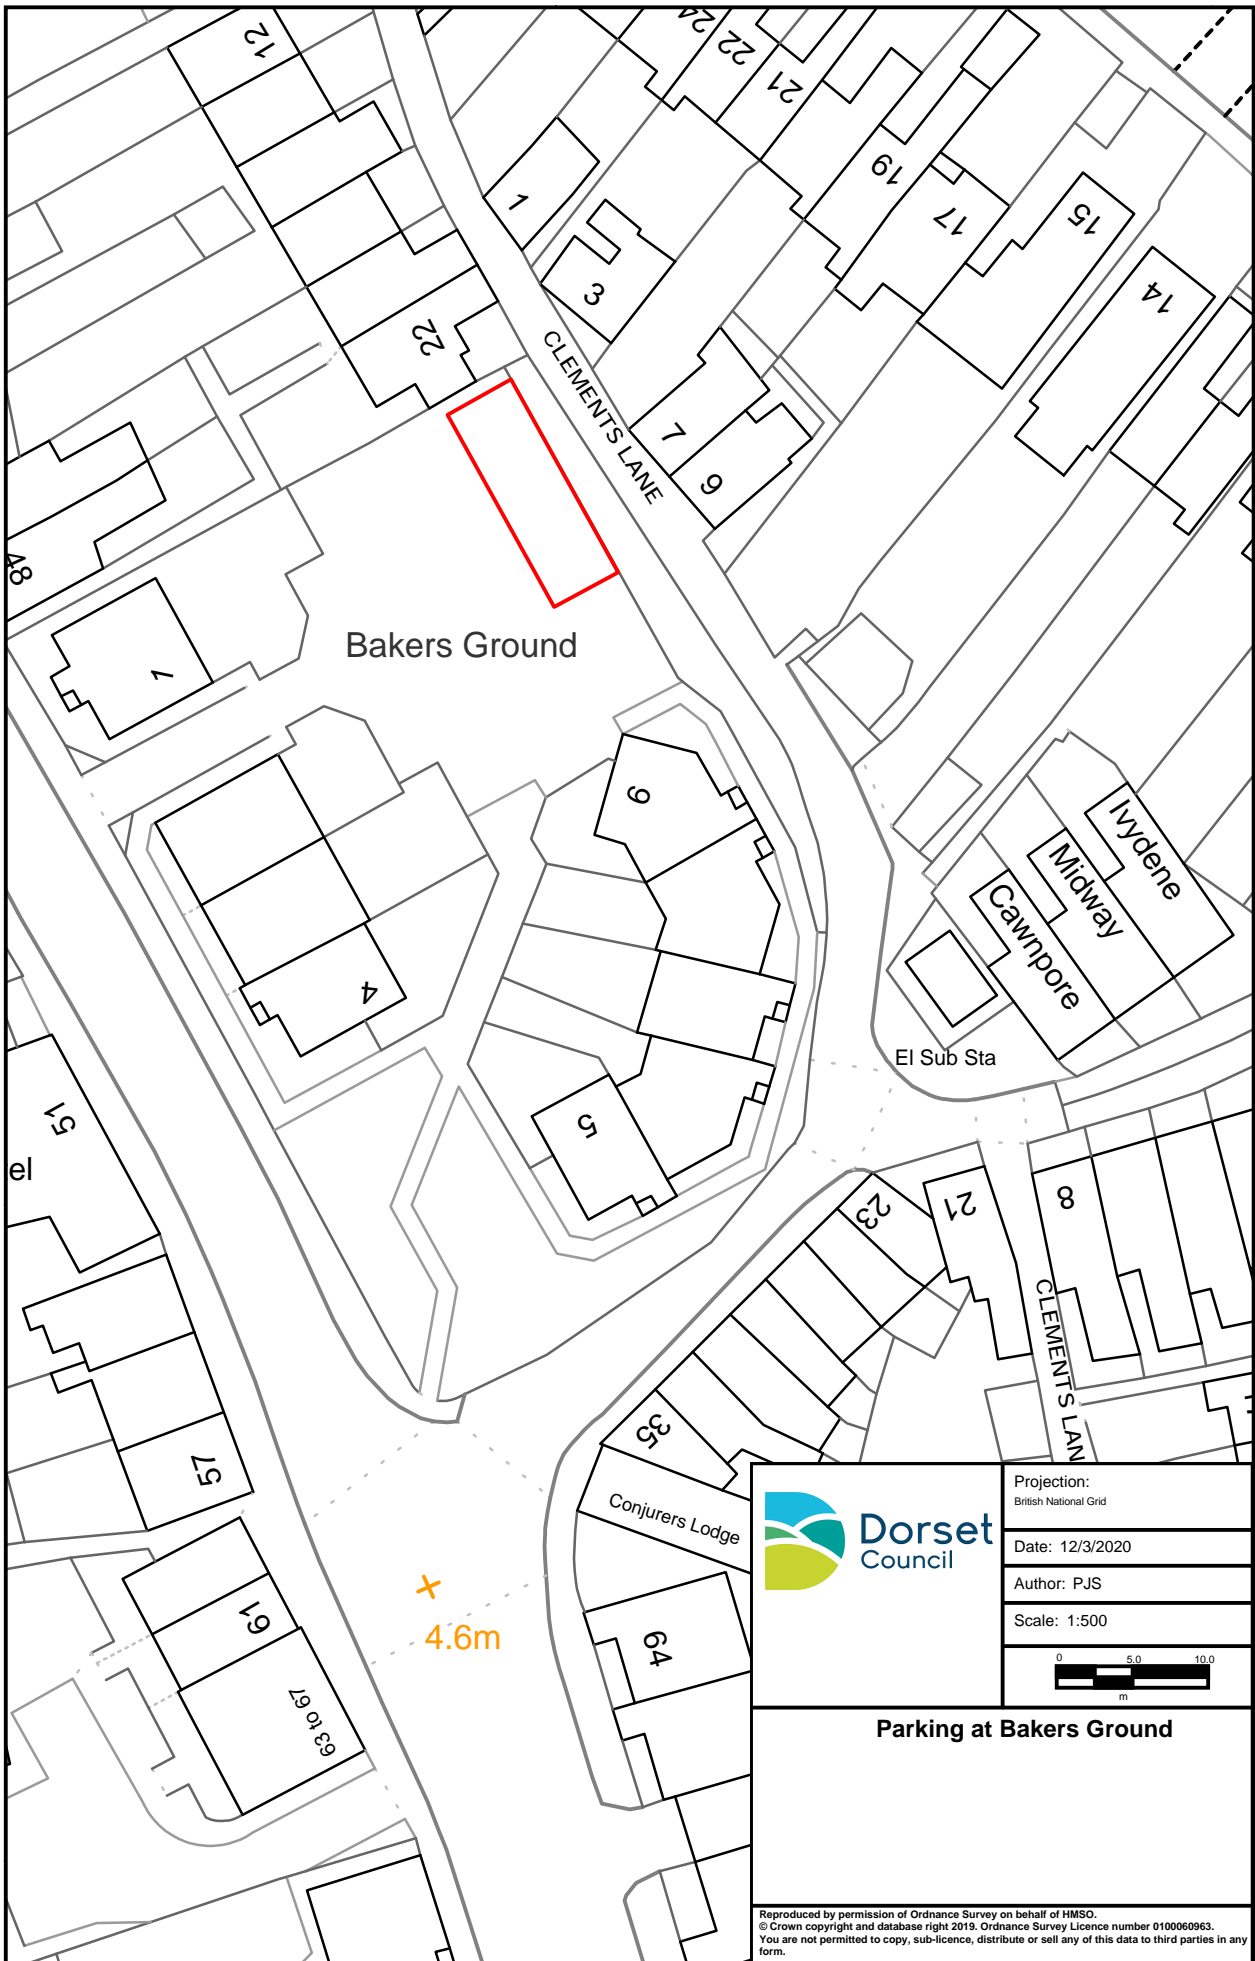 12
24
22
21
19
17
15
14
1
3
22
CLEMENTS LANE
7
9
48
Bakers Ground
7
9
Ivydene
Midway
Cawnpore
4
El Sub Sta
51
el
5
23
21
8
CLEMENTS LAN
57
35
Conjurers Lodge
61
4.6m
64
63 to 67
Dorset
Council
Projection:
British National Grid
Date: 12/3/2020
Author: PJS
Scale: 1:500
0 5.0 10.0
m
Parking at Bakers Ground
Reproduced by permission of Ordnance Survey on behalf of HMSO.
© Crown copyright and database right 2019. Ordnance Survey Licence number 0100060963.
You are not permitted to copy, sub-licence, distribute or sell any of this data to third parties in any
form.